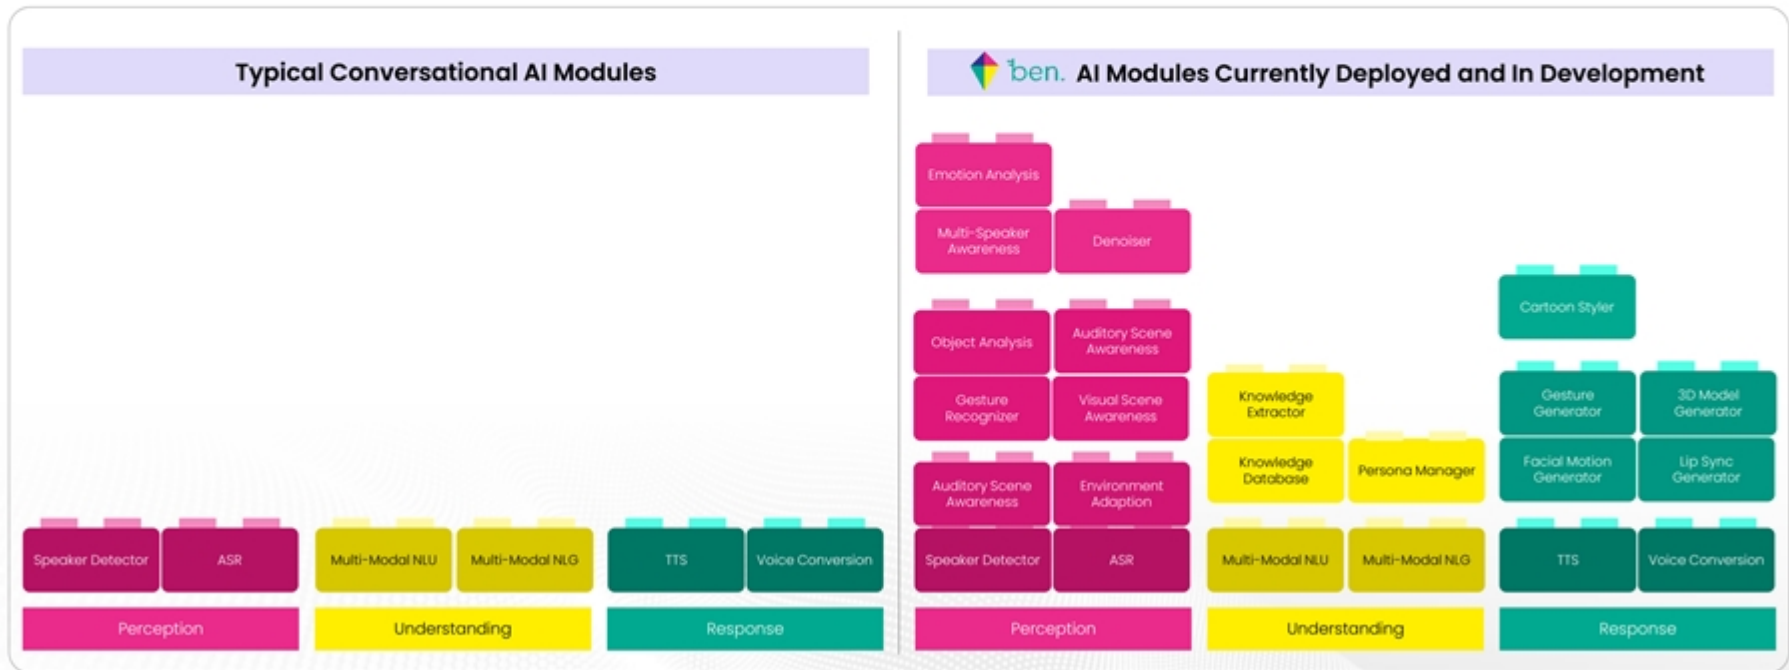 Typical Conversational AI Modules
Speaker Detector
ASR
Multi-Modal NLU
Multi-Modal NLG
TTS
Voice Conversion
Perception
Understanding
Response
ben. AI Modules Currently Deployed and In Development
Emotion Analysis
Multi-Speaker
Awareness
Denoiser
Object Analysis
Auditory Scene
Awareness
Gesture
Recognizer
Visual Scene
Awareness
Auditory Scene
Awareness
Environment
Adaption
Speaker Detector
ASR
Perception
Knowledge
Extractor
Knowledge
Database
Persona Manager
Multi-Modal NLU
Multi-Modal NLG
Understanding
Cartoon Styler
Gesture
Generator
3D Model
Generator
Facial Motion
Generator
Lip Sync
Generator
TTS
Voice Conversion
Response